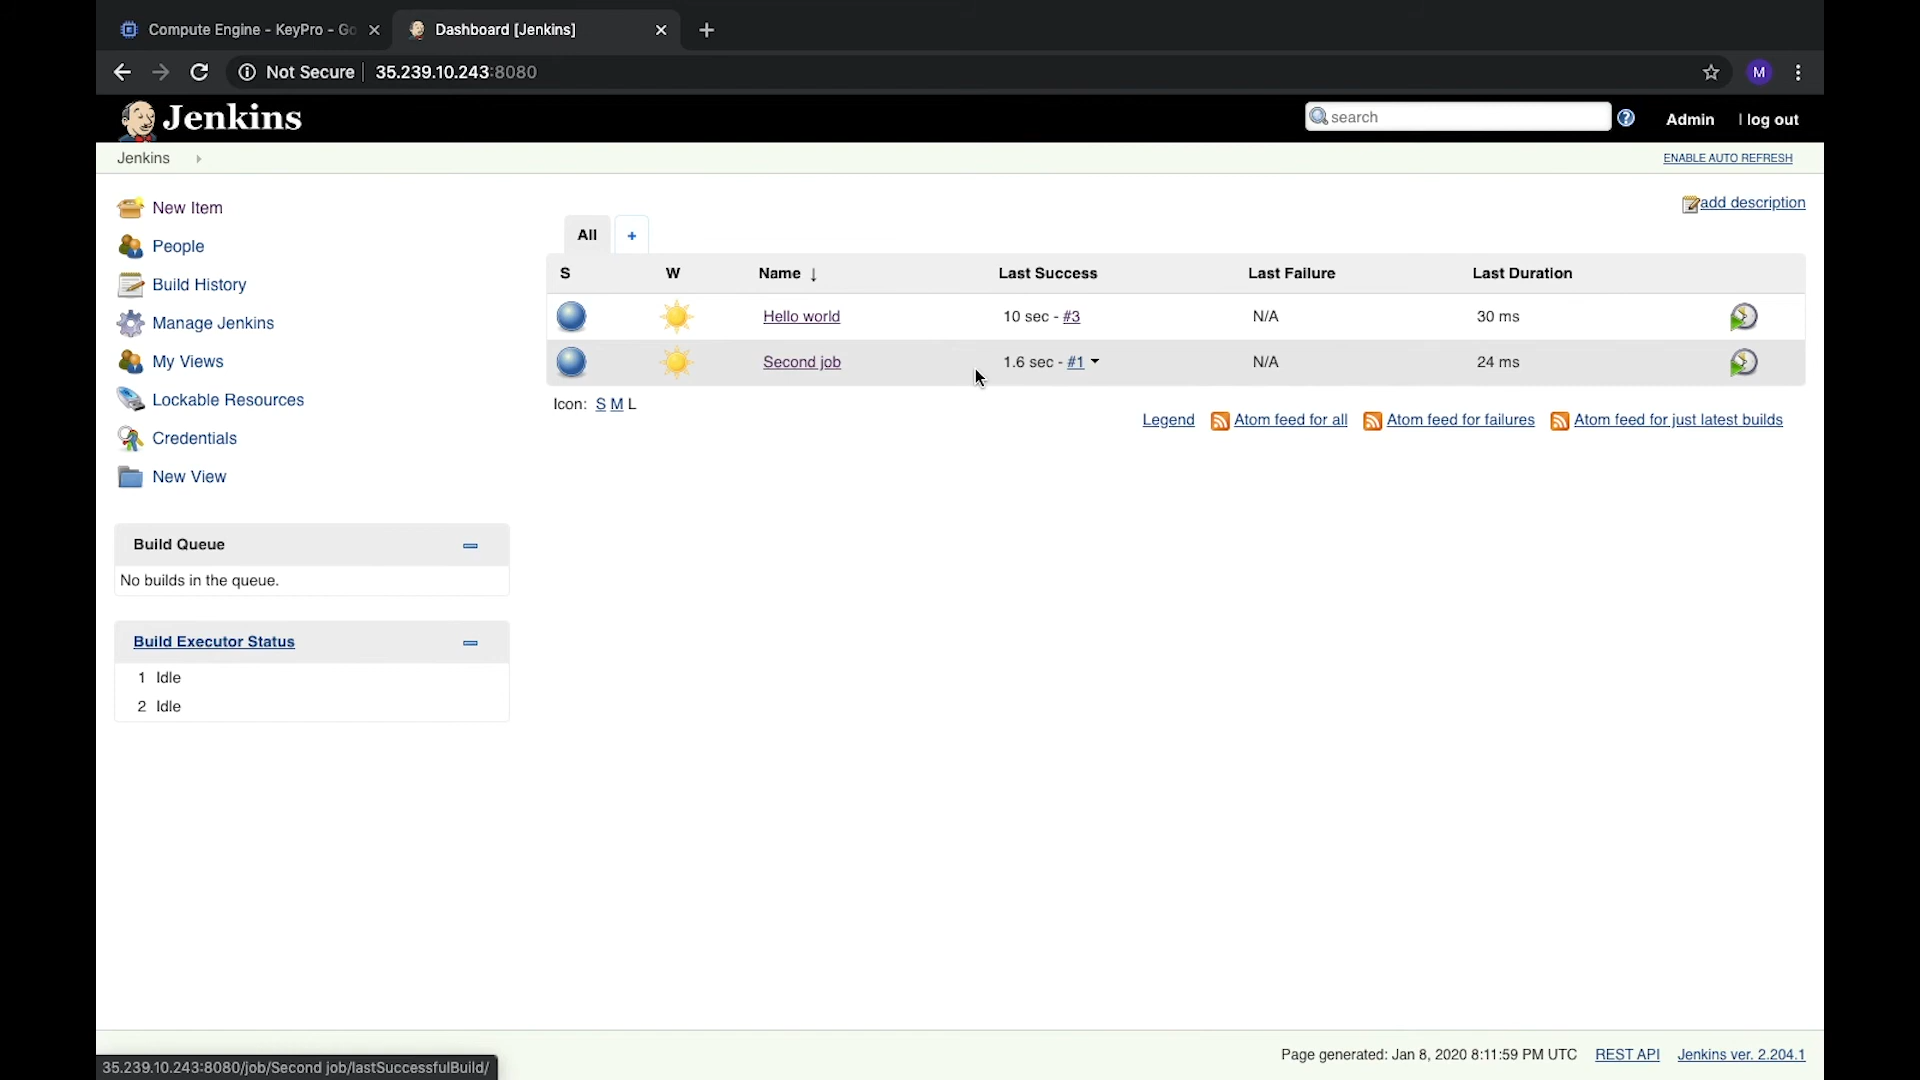 Compute Engine - KeyPro - Go
Dashboard [Jenkins]
Not Secure
35.239.10.243:8080
M
Jenkins
search
Admin
| log out
Jenkins
ENABLE AUTO REFRESH
New Item
People
Build History
Manage Jenkins
My Views
Lockable Resources
Credentials
New View
add description
All
+
S W Name ↓ Last Success Last Failure Last Duration
Hello world 10 sec - #3 N/A 30 ms
Second job 1.6 sec - #1 N/A 24 ms
Icon: S M L
Legend Atom feed for all Atom feed for failures Atom feed for just latest builds
Build Queue
No builds in the queue.
Build Executor Status
1 Idle
2 Idle
Page generated: Jan 8, 2020 8:11:59 PM UTC REST API Jenkins ver. 2.204.1
35.239.10.243:8080/job/Second job/lastSuccessfulBuild/